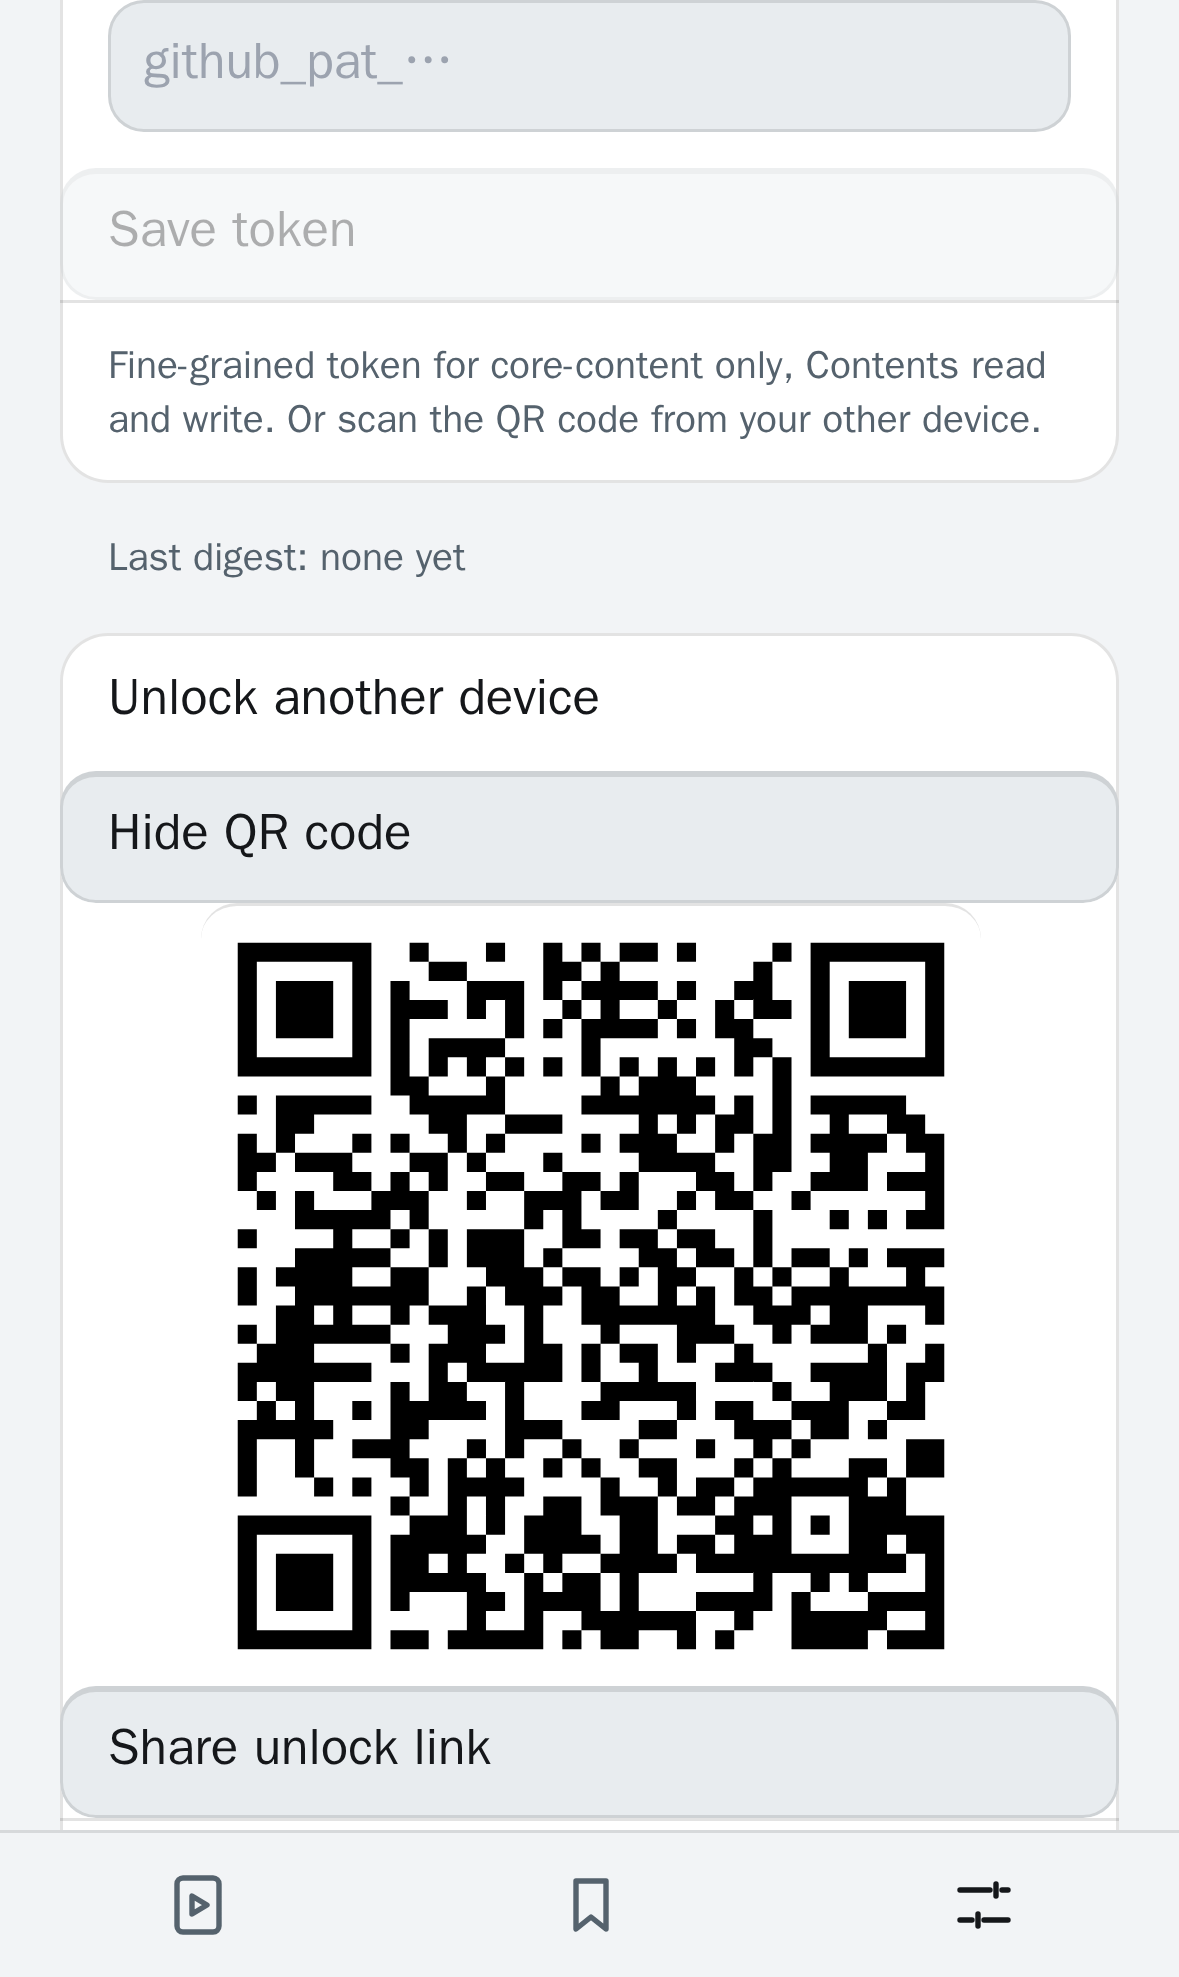 github_pat_···
Save token
Fine-grained token for core-content only, Contents read
and write. Or scan the QR code from your other device.
Last digest: none yet
Unlock another device
Hide QR code
Share unlock link